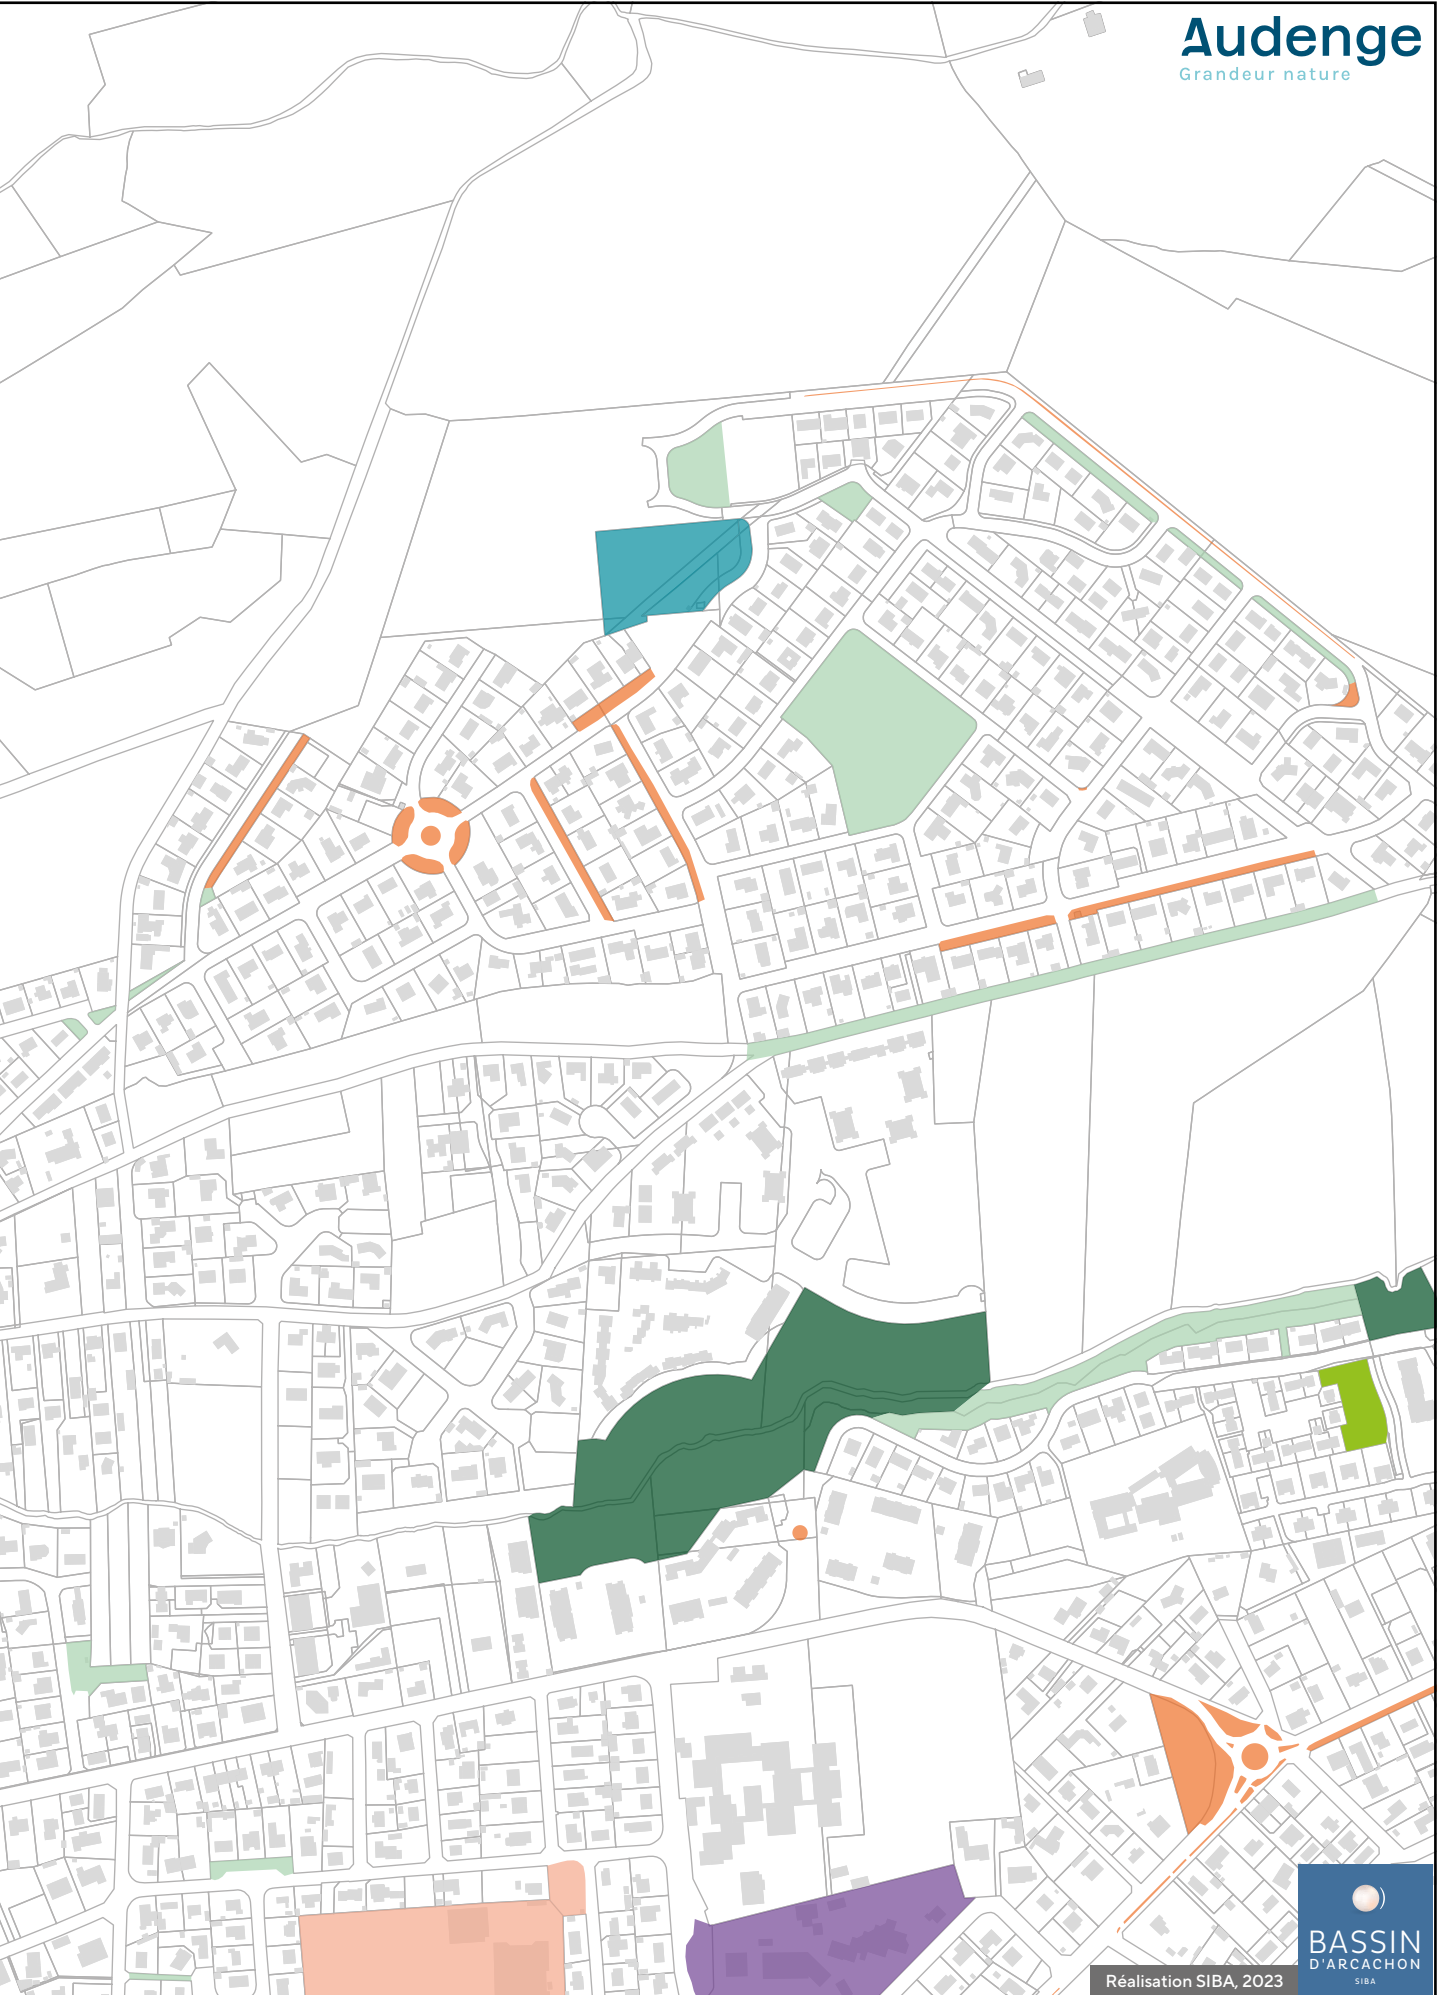 Audenge
Grandeur nature
BASSIN
D'ARCACHON
SIBA
Réalisation SIBA, 2023